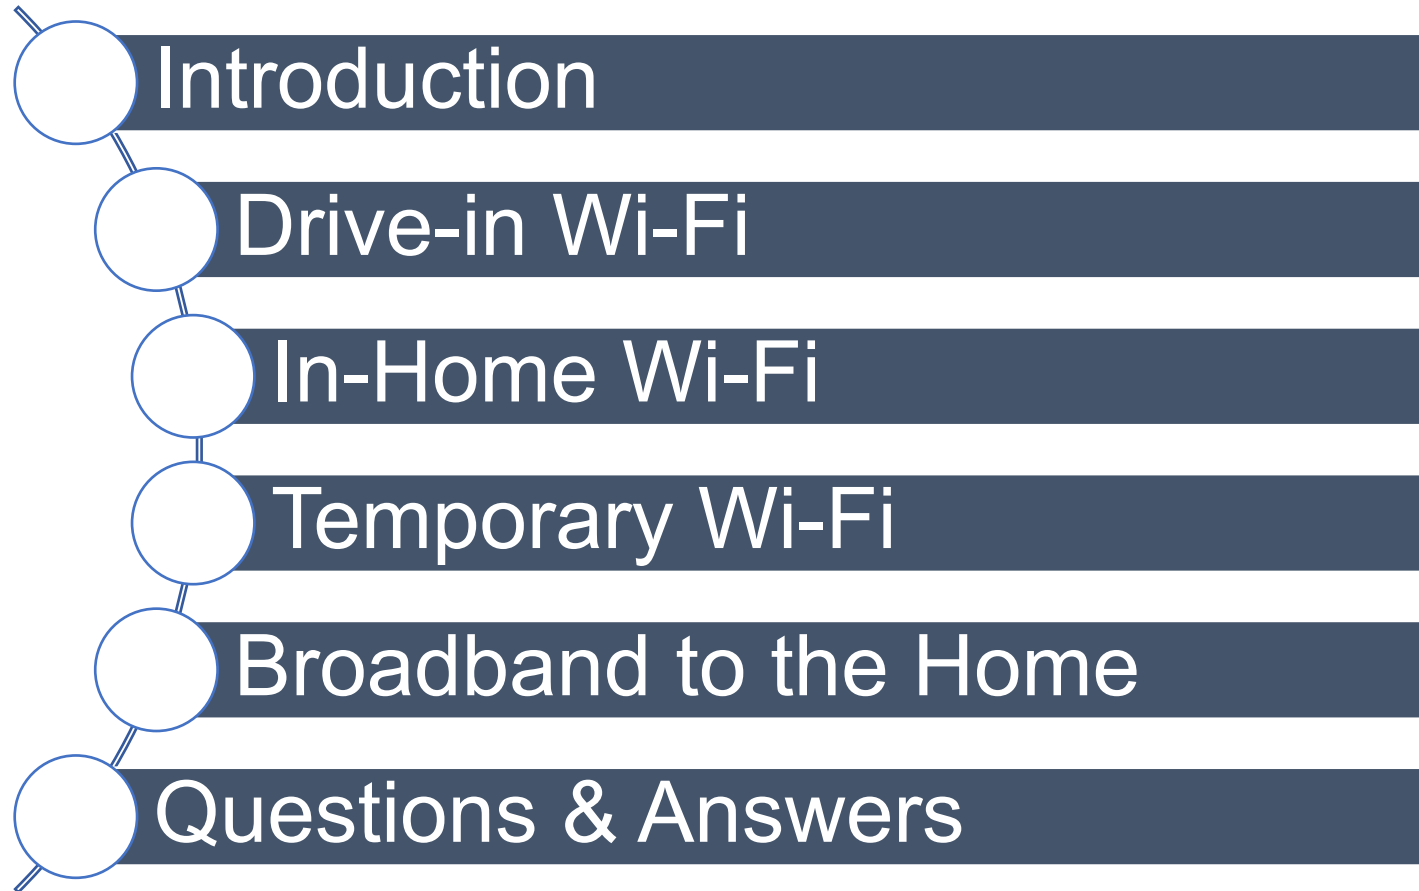 Introduction
Drive-in Wi-Fi
In-Home Wi-Fi
Temporary Wi-Fi
Broadband to the Home
Questions & Answers